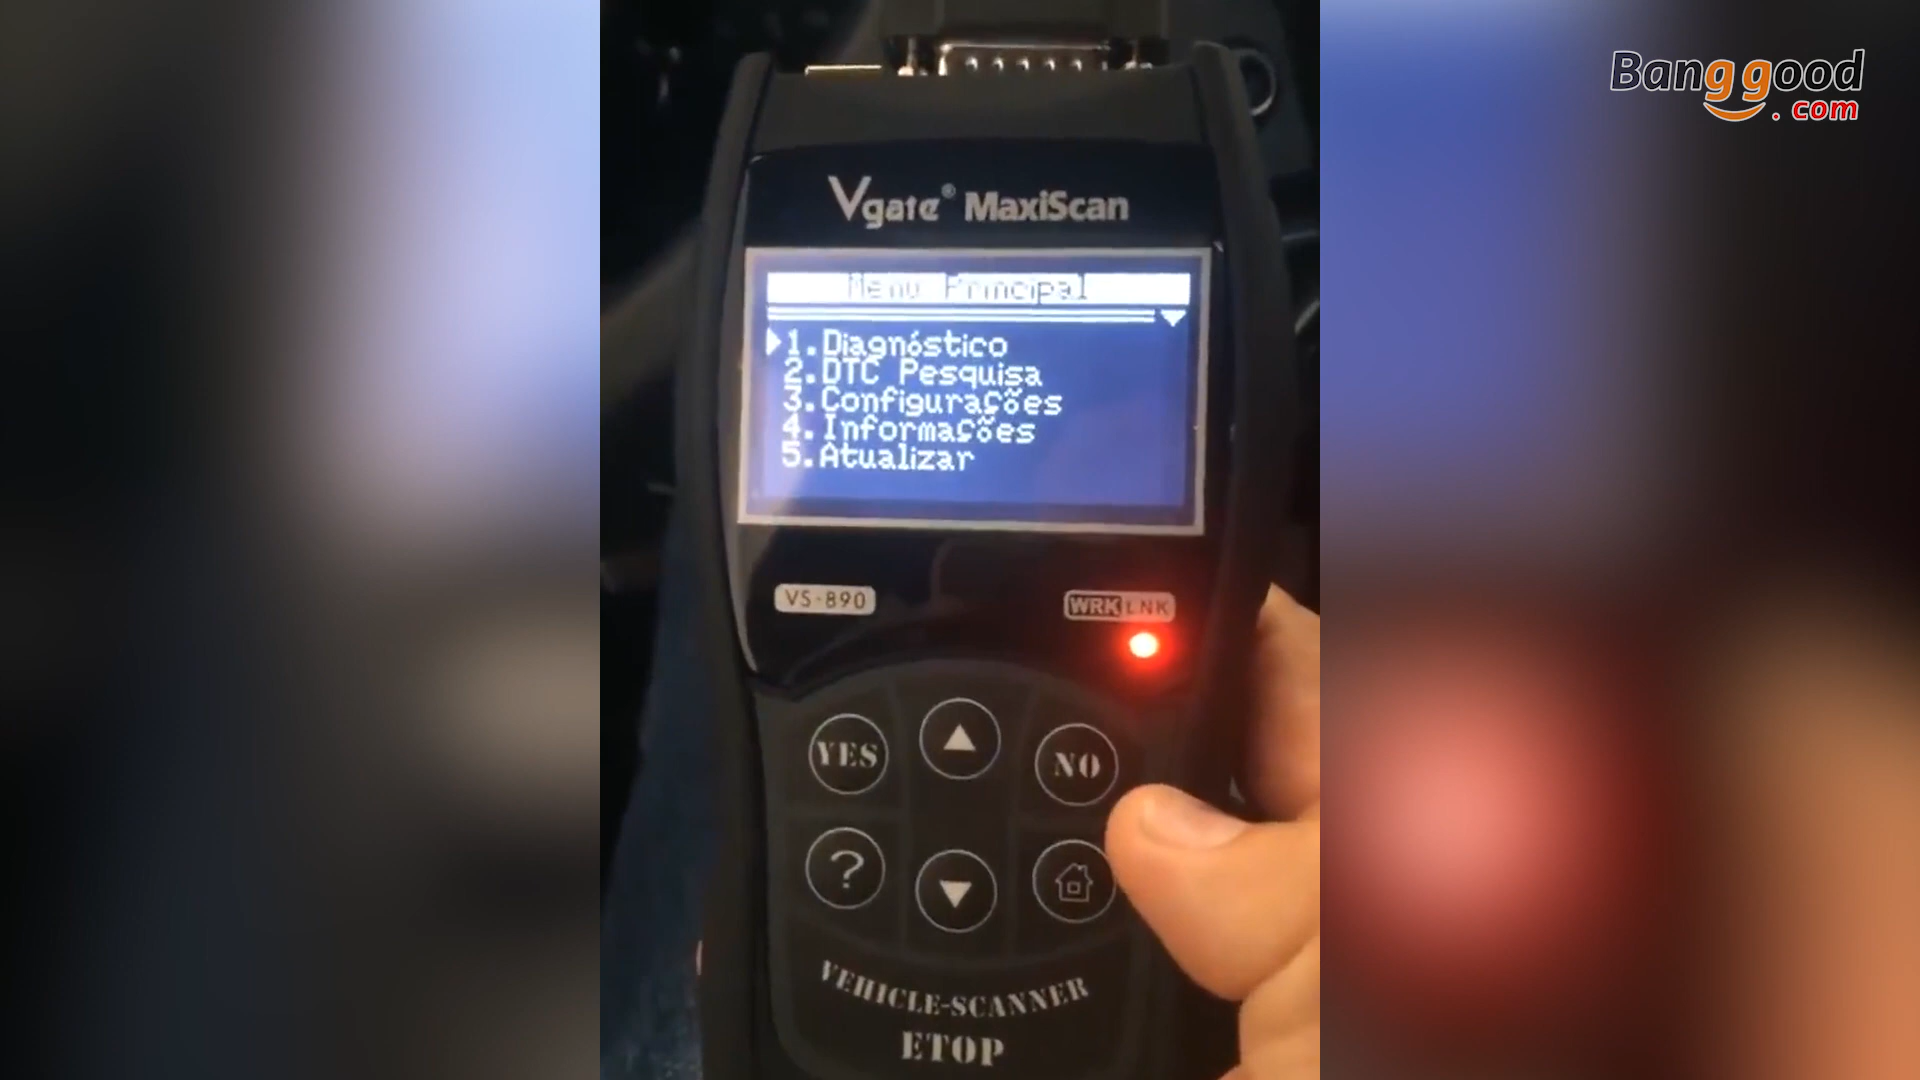 Banggood
.com
Vgate® MaxiScan
Menu Principal
1.Diagnóstico
2.DTC Pesquisa
3.Configurações
4.Informações
5.Atualizar
VS-890
WRK LNK
YES
NO
?
VEHICLE-SCANNER
ETOP